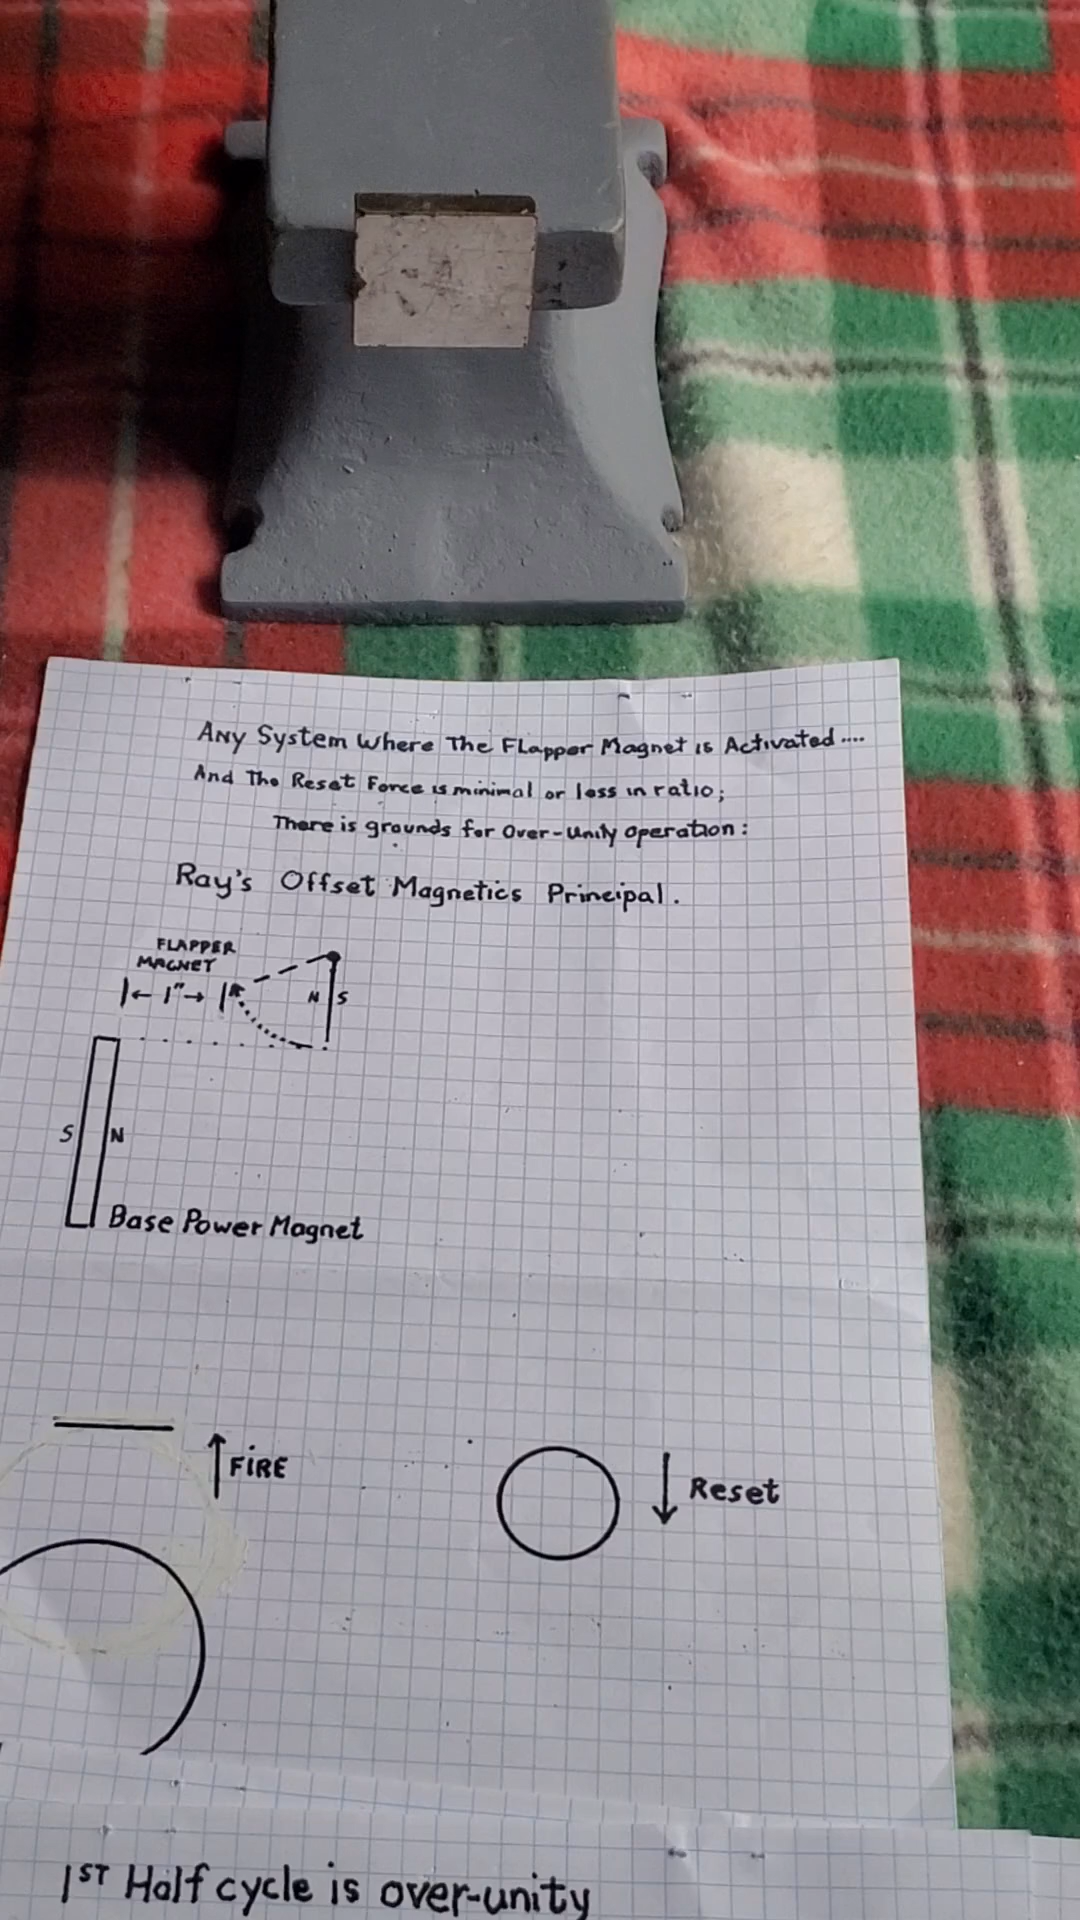 Any System Where The Flapper Magnet is Activated....
And The Reset Force is minimal or less in ratio;
There is grounds for Over-Unity operation:
Ray's Offset Magnetics Principal.
FLAPPER
MAGNET
1"
N S
S N
Base Power Magnet
FIRE
Reset
1ST Half cycle is over-unity